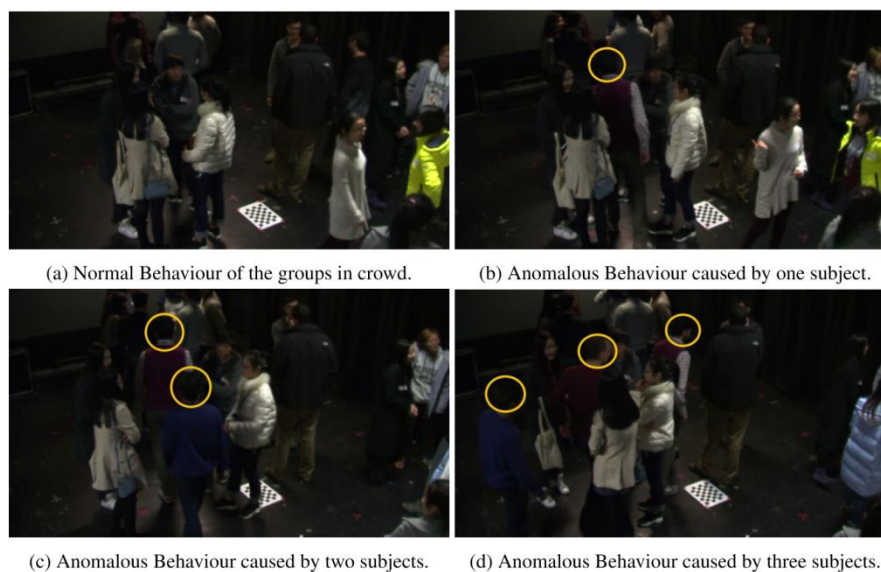 (a) Normal Behaviour of the groups in crowd.
(b) Anomalous Behaviour caused by one subject.
(c) Anomalous Behaviour caused by two subjects.
(d) Anomalous Behaviour caused by three subjects.